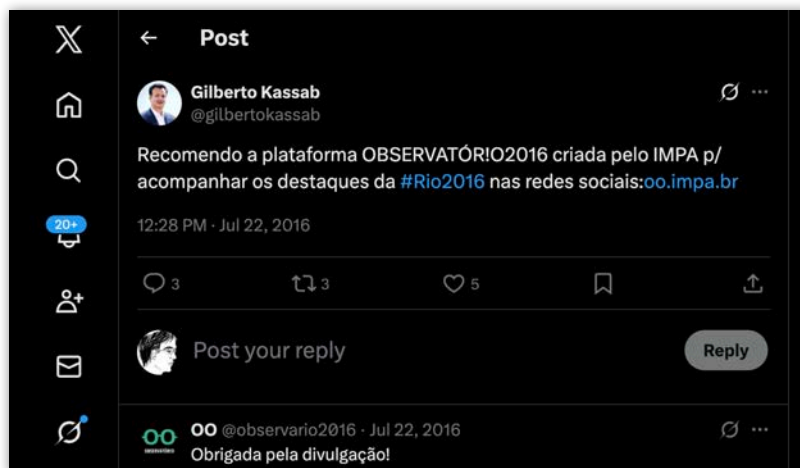 Post
Gilberto Kassab
@gilbertokassab
Recomendo a plataforma OBSERVATÓR!O2016 criada pelo IMPA p/
acompanhar os destaques da #Rio2016 nas redes sociais:oo.impa.br
12:28 PM · Jul 22, 2016
3 3 5
20+
Post your reply
Reply
OO @observario2016 · Jul 22, 2016
Obrigada pela divulgação!